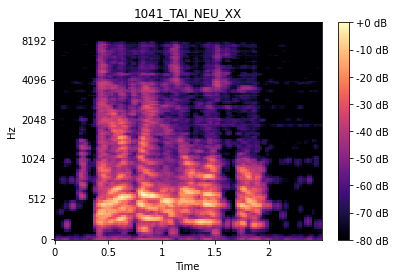 1041_TAI_NEU_XX
8192
4096
2048
1024
512
0
Hz
0
0.5
1
1.5
2
Time
+0 dB
-10 dB
-20 dB
-30 dB
-40 dB
-50 dB
-60 dB
-70 dB
-80 dB